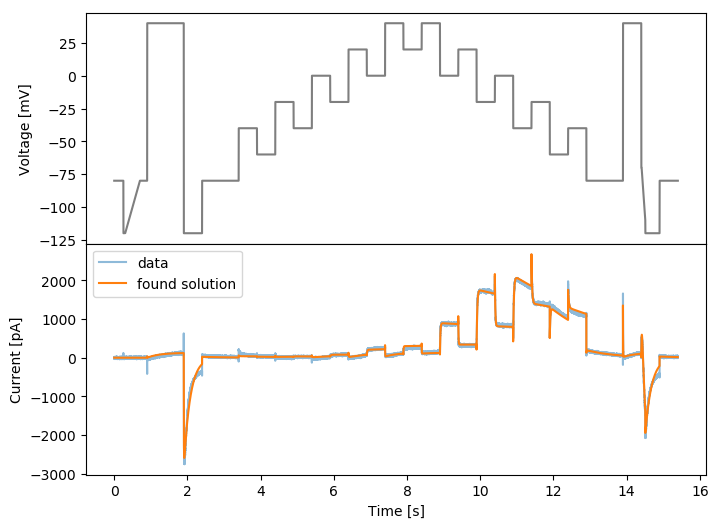 Voltage [mV]
25
0
−25
−50
−75
−100
−125
data
found solution
Current [pA]
2000
1000
0
−1000
−2000
−3000
0 2 4 6 8 10 12 14 16
Time [s]